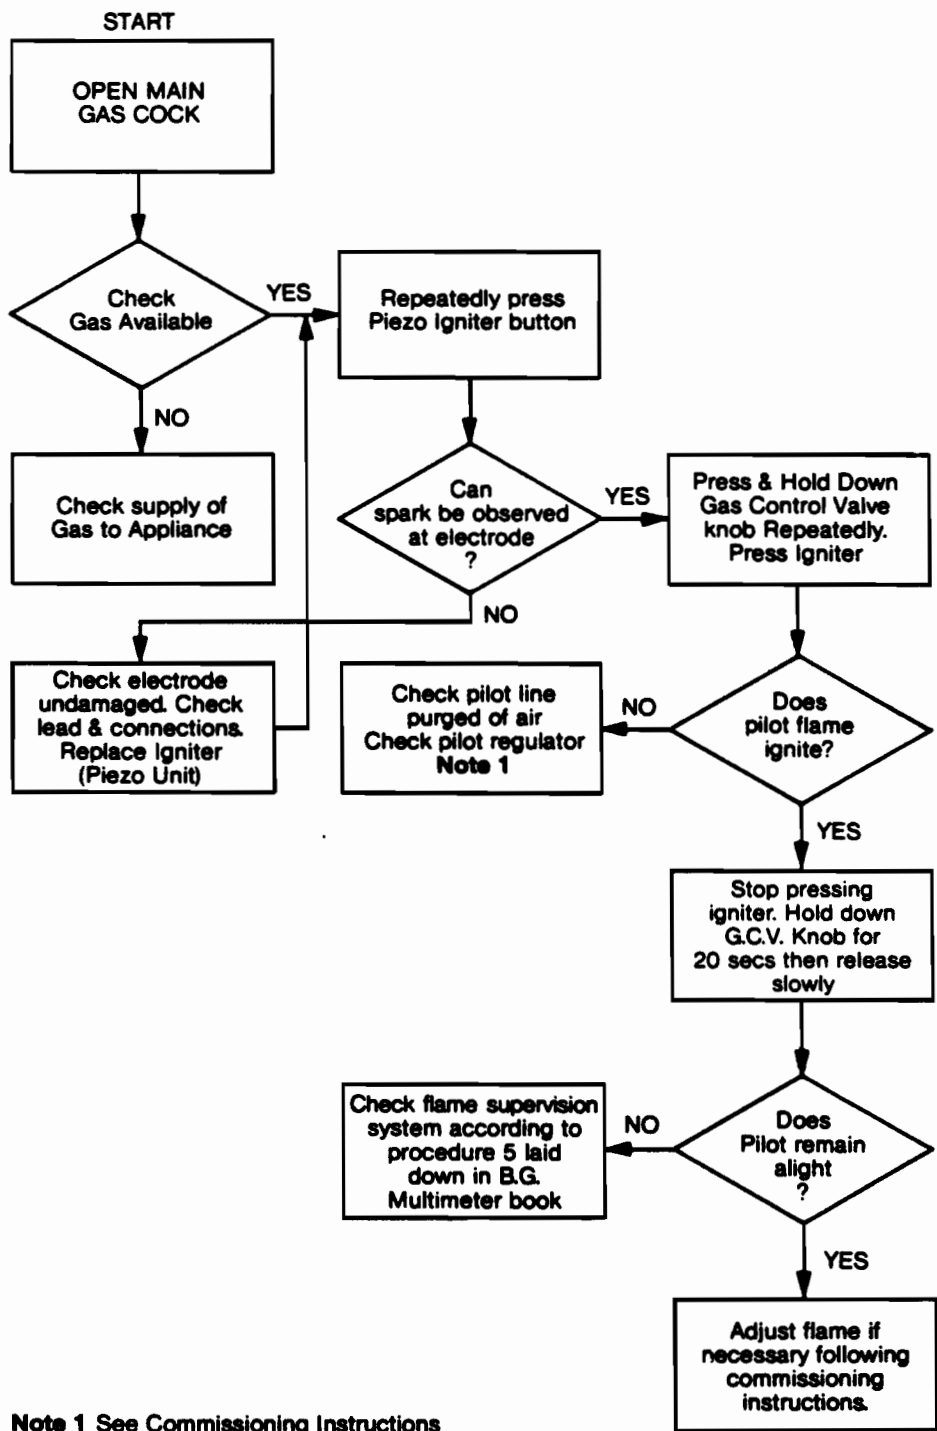 START
OPEN MAIN
GAS COCK
Check
Gas Available
YES
NO
Check supply of
Gas to Appliance
Repeatedly press
Piezo Igniter button
Can
spark be observed
at electrode
?
YES
NO
Check electrode
undamaged. Check
lead & connections.
Replace Igniter
(Piezo Unit)
Press & Hold Down
Gas Control Valve
knob Repeatedly.
Press Igniter
Does
pilot flame
ignite?
NO
Check pilot line
purged of air
Check pilot regulator
Note 1
YES
Stop pressing
igniter. Hold down
G.C.V. Knob for
20 secs then release
slowly
Does
Pilot remain
alight
?
NO
Check flame supervision
system according to
procedure 5 laid
down in B.G.
Multimeter book
YES
Adjust flame if
necessary following
commissioning
instructions.
Note 1 See Commissioning Instructions